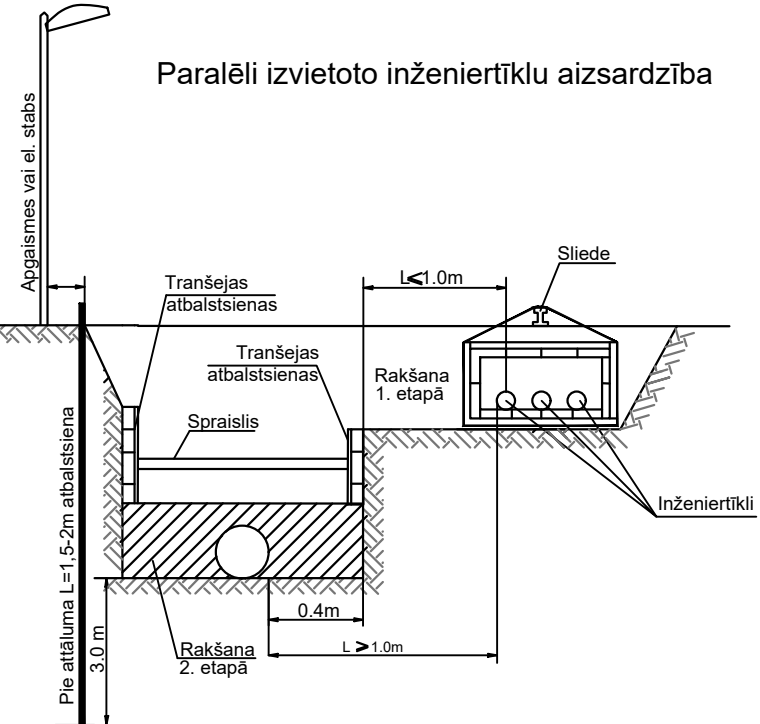 Paralēli izvietoto inženiertīklu aizsardzība
Apgaismes vai el. stabs
Tranšejas
atbalstsienas
L<1.0m
Sliede
Tranšejas
atbalstsienas
Rakšana
1. etapā
Spraislis
Inženiertīkli
Pie attāluma L=1,5-2m atbalstsiena
3.0 m
0.4m
Rakšana
2. etapā
L >1.0m